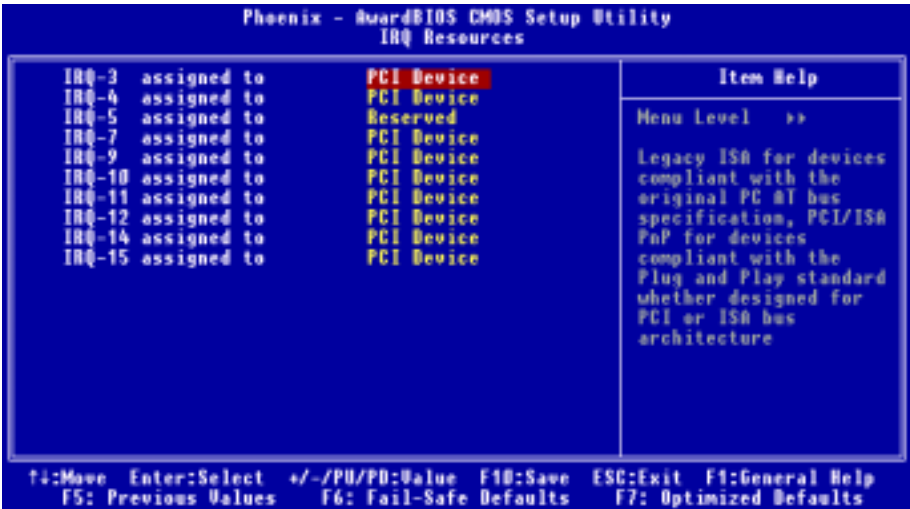 Phoenix - AwardBIOS CMOS Setup Utility
IRQ Resources
IRQ-3 assigned to PCI Device
IRQ-4 assigned to PCI Device
IRQ-5 assigned to Reserved
IRQ-7 assigned to PCI Device
IRQ-9 assigned to PCI Device
IRQ-10 assigned to PCI Device
IRQ-11 assigned to PCI Device
IRQ-12 assigned to PCI Device
IRQ-14 assigned to PCI Device
IRQ-15 assigned to PCI Device
Item Help
Menu Level ▸▸
Legacy ISA for devices
compliant with the
original PC AT bus
specification, PCI/ISA
PnP for devices
compliant with the
Plug and Play standard
whether designed for
PCI or ISA bus
architecture
↑↓:Move Enter:Select +/-/PU/PD:Value F10:Save ESC:Exit F1:General Help
F5: Previous Values F6: Fail-Safe Defaults F7: Optimized Defaults